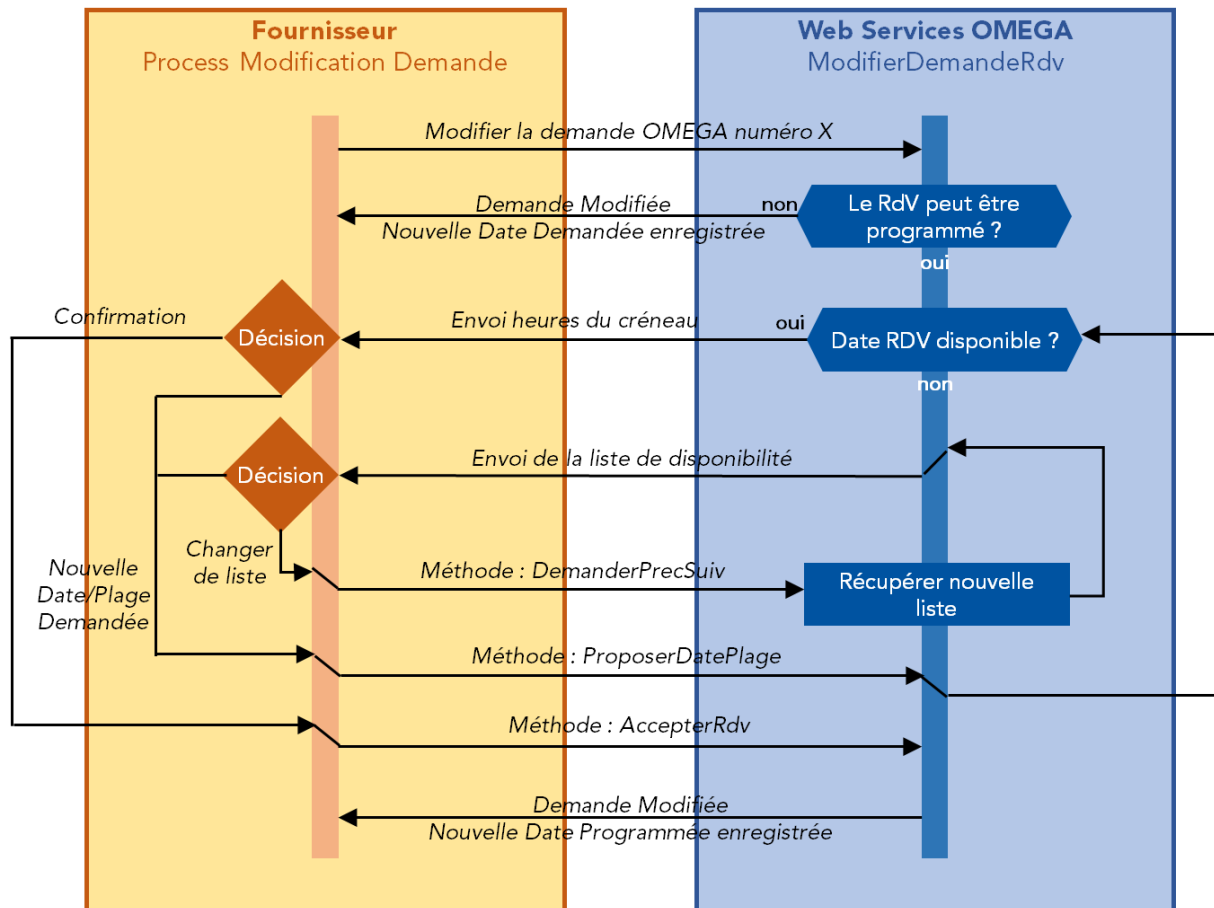 Fournisseur
Process Modification Demande
Web Services OMEGA
ModifierDemandeRdv
Modifier la demande OMEGA numéro X
Demande Modifiée
Nouvelle Date Demandée enregistrée
non
Le RdV peut être
programmé ?
oui
Confirmation
Décision
Envoi heures du créneau
oui
Date RDV disponible ?
non
Décision
Envoi de la liste de disponibilité
Changer
de liste
Nouvelle
Date/Plage
Demandée
Méthode : DemanderPrecSuiv
Récupérer nouvelle
liste
Méthode : ProposerDatePlage
Méthode : AccepterRdv
Demande Modifiée
Nouvelle Date Programmée enregistrée